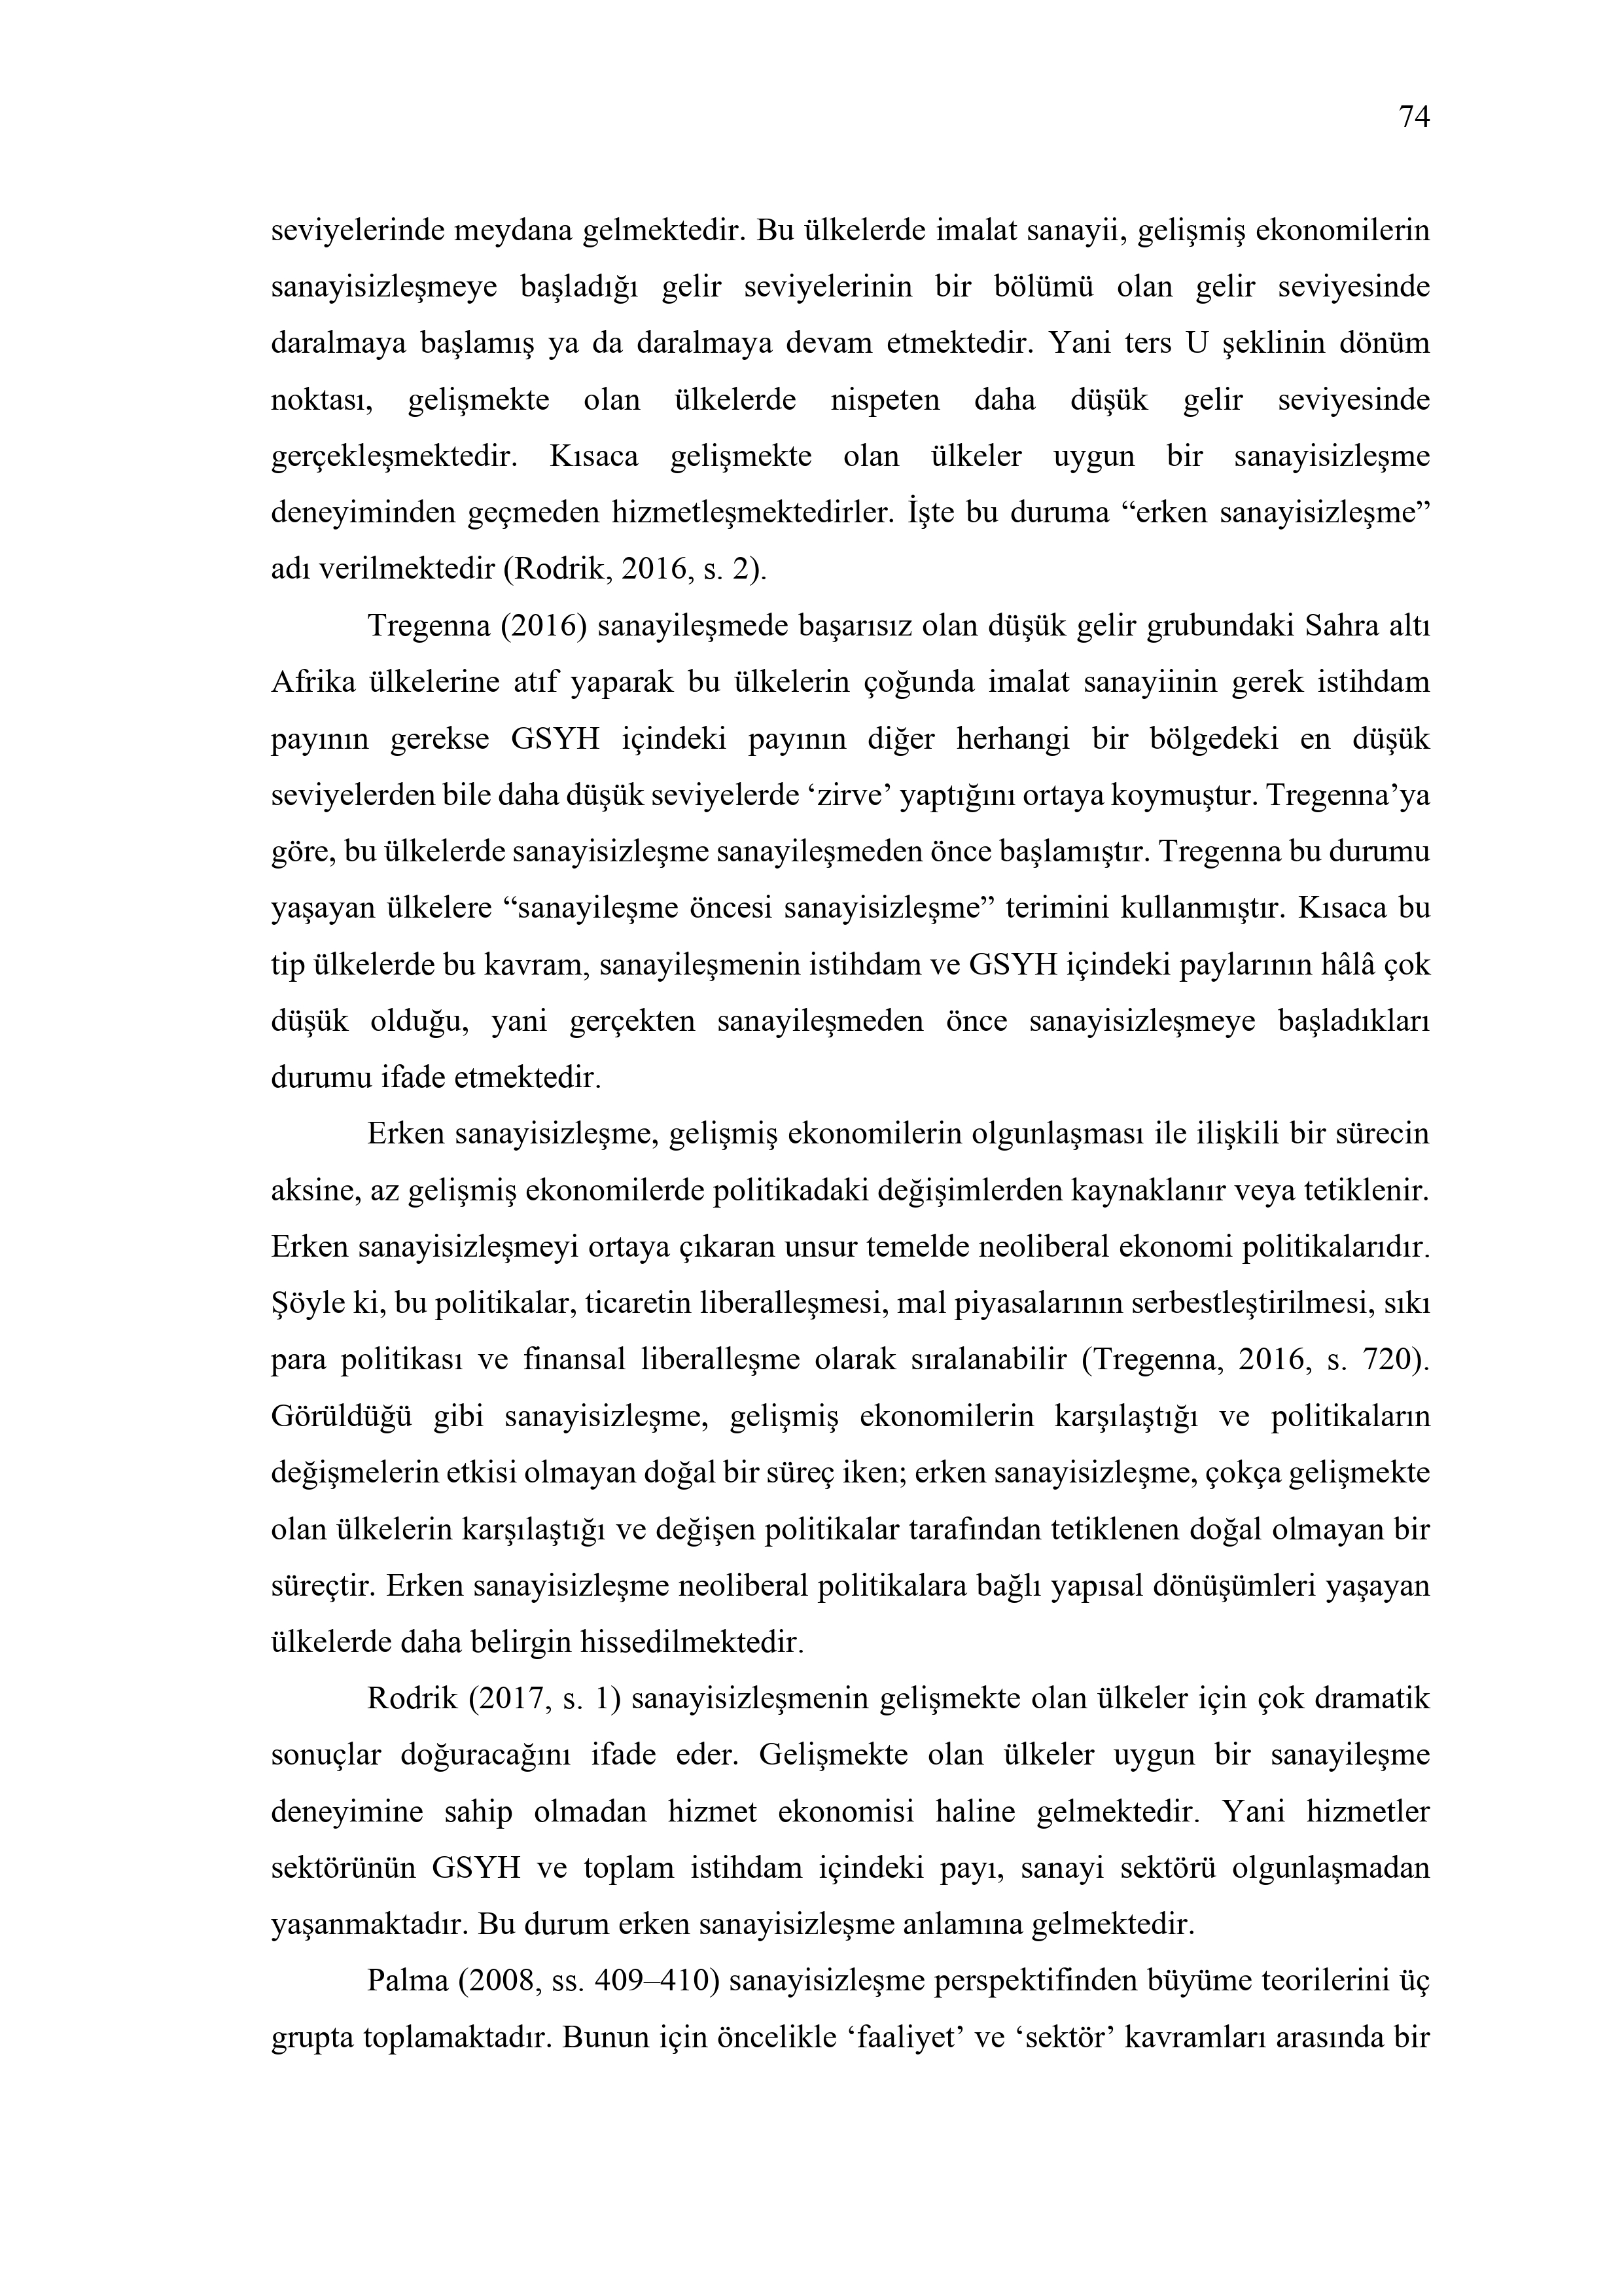 74
seviyelerinde meydana gelmektedir. Bu ülkelerde imalat sanayii, gelişmiş ekonomilerin
sanayisizleşmeye başladığı gelir seviyelerinin bir bölümü olan gelir seviyesinde
daralmaya başlamış ya da daralmaya devam etmektedir. Yani ters U şeklinin dönüm
noktası, gelişmekte olan ülkelerde nispeten daha düşük gelir seviyesinde
gerçekleşmektedir. Kısaca gelişmekte olan ülkeler uygun bir sanayisizleşme
deneyiminden geçmeden hizmetleşmektedirler. İşte bu duruma “erken sanayisizleşme”
adı verilmektedir (Rodrik, 2016, s. 2).
Tregenna (2016) sanayileşmede başarısız olan düşük gelir grubundaki Sahra altı
Afrika ülkelerine atıf yaparak bu ülkelerin çoğunda imalat sanayiinin gerek istihdam
payının gerekse GSYH içindeki payının diğer herhangi bir bölgedeki en düşük
seviyelerden bile daha düşük seviyelerde ‘zirve’ yaptığını ortaya koymuştur. Tregenna’ya
göre, bu ülkelerde sanayisizleşme sanayileşmeden önce başlamıştır. Tregenna bu durumu
yaşayan ülkelere “sanayileşme öncesi sanayisizleşme” terimini kullanmıştır. Kısaca bu
tip ülkelerde bu kavram, sanayileşmenin istihdam ve GSYH içindeki paylarının hâlâ çok
düşük olduğu, yani gerçekten sanayileşmeden önce sanayisizleşmeye başladıkları
durumu ifade etmektedir.
Erken sanayisizleşme, gelişmiş ekonomilerin olgunlaşması ile ilişkili bir sürecin
aksine, az gelişmiş ekonomilerde politikadaki değişimlerden kaynaklanır veya tetiklenir.
Erken sanayisizleşmeyi ortaya çıkaran unsur temelde neoliberal ekonomi politikalarıdır.
Şöyle ki, bu politikalar, ticaretin liberalleşmesi, mal piyasalarının serbestleştirilmesi, sıkı
para politikası ve finansal liberalleşme olarak sıralanabilir (Tregenna, 2016, s. 720).
Görüldüğü gibi sanayisizleşme, gelişmiş ekonomilerin karşılaştığı ve politikaların
değişmelerin etkisi olmayan doğal bir süreç iken; erken sanayisizleşme, çokça gelişmekte
olan ülkelerin karşılaştığı ve değişen politikalar tarafından tetiklenen doğal olmayan bir
süreçtir. Erken sanayisizleşme neoliberal politikalara bağlı yapısal dönüşümleri yaşayan
ülkelerde daha belirgin hissedilmektedir.
Rodrik (2017, s. 1) sanayisizleşmenin gelişmekte olan ülkeler için çok dramatik
sonuçlar doğuracağını ifade eder. Gelişmekte olan ülkeler uygun bir sanayileşme
deneyimine sahip olmadan hizmet ekonomisi haline gelmektedir. Yani hizmetler
sektörünün GSYH ve toplam istihdam içindeki payı, sanayi sektörü olgunlaşmadan
yaşanmaktadır. Bu durum erken sanayisizleşme anlamına gelmektedir.
Palma (2008, ss. 409–410) sanayisizleşme perspektifinden büyüme teorilerini üç
grupta toplamaktadır. Bunun için öncelikle ‘faaliyet’ ve ‘sektör’ kavramları arasında bir